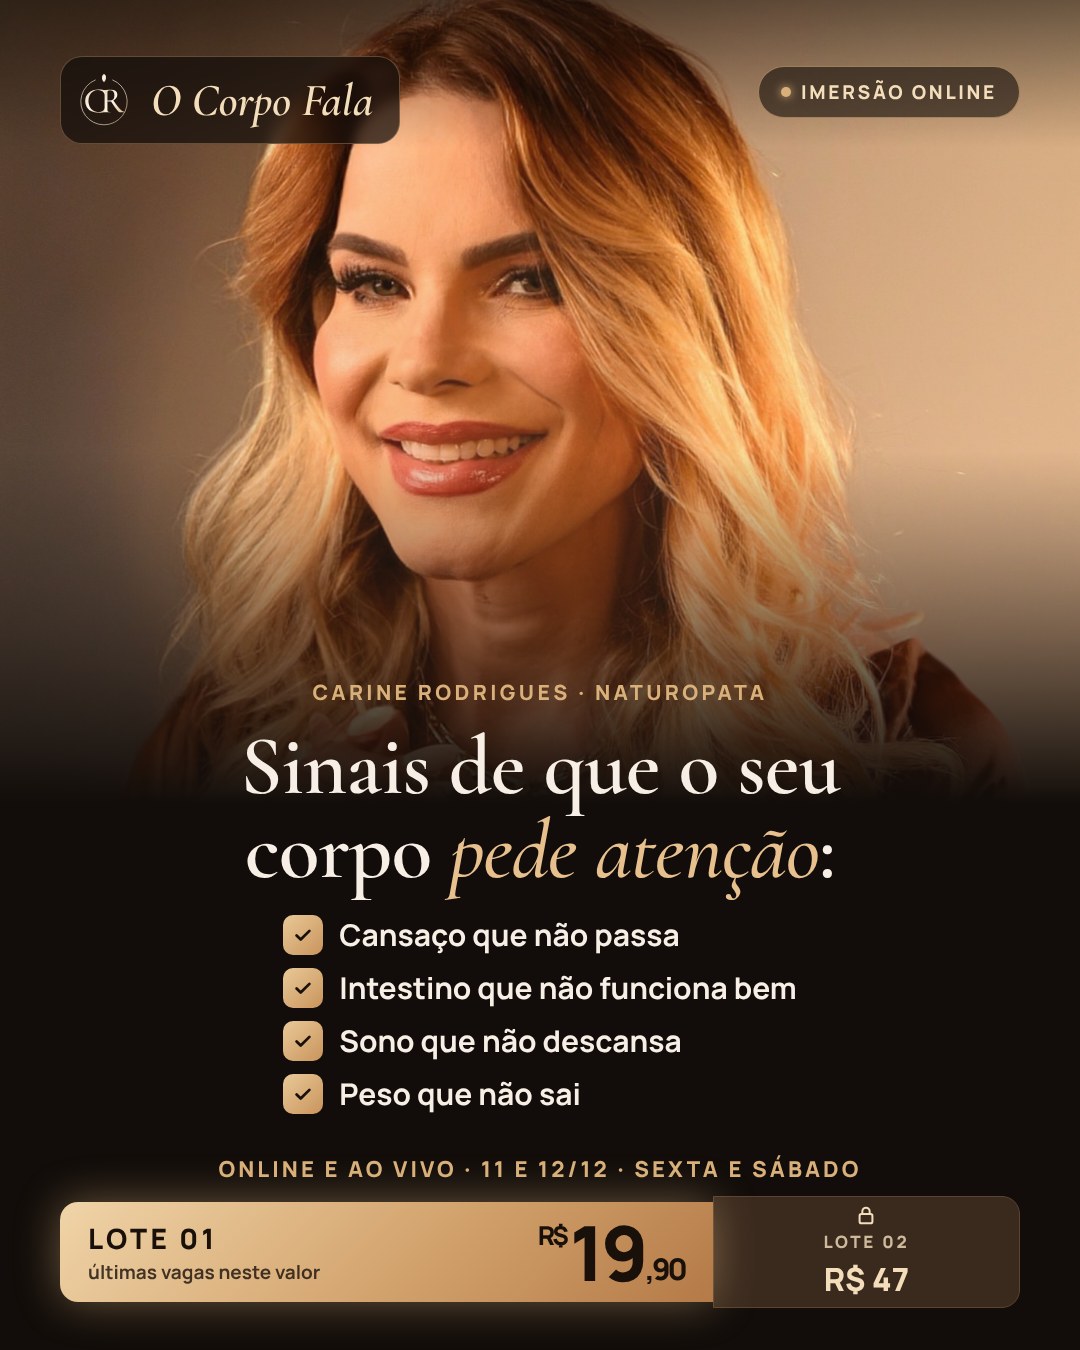 CR O Corpo Fala
IMERSÃO ONLINE
CARINE RODRIGUES · NATUROPATA
Sinais de que o seu
corpo pede atenção:
Cansaço que não passa
Intestino que não funciona bem
Sono que não descansa
Peso que não sai
ONLINE E AO VIVO · 11 E 12/12 · SEXTA E SÁBADO
LOTE 01
últimas vagas neste valor
R$ 19,90
LOTE 02
R$ 47